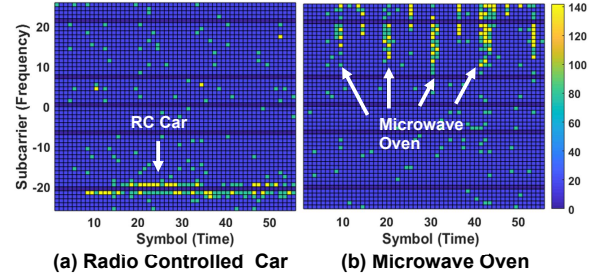 Subcarrier (Frequency)
20
10
0
-10
-20
RC Car
10 20 30 40 50
Symbol (Time)
(a) Radio Controlled Car
Microwave
Oven
10 20 30 40 50
Symbol (Time)
(b) Microwave Oven
140
120
100
80
60
40
20
0